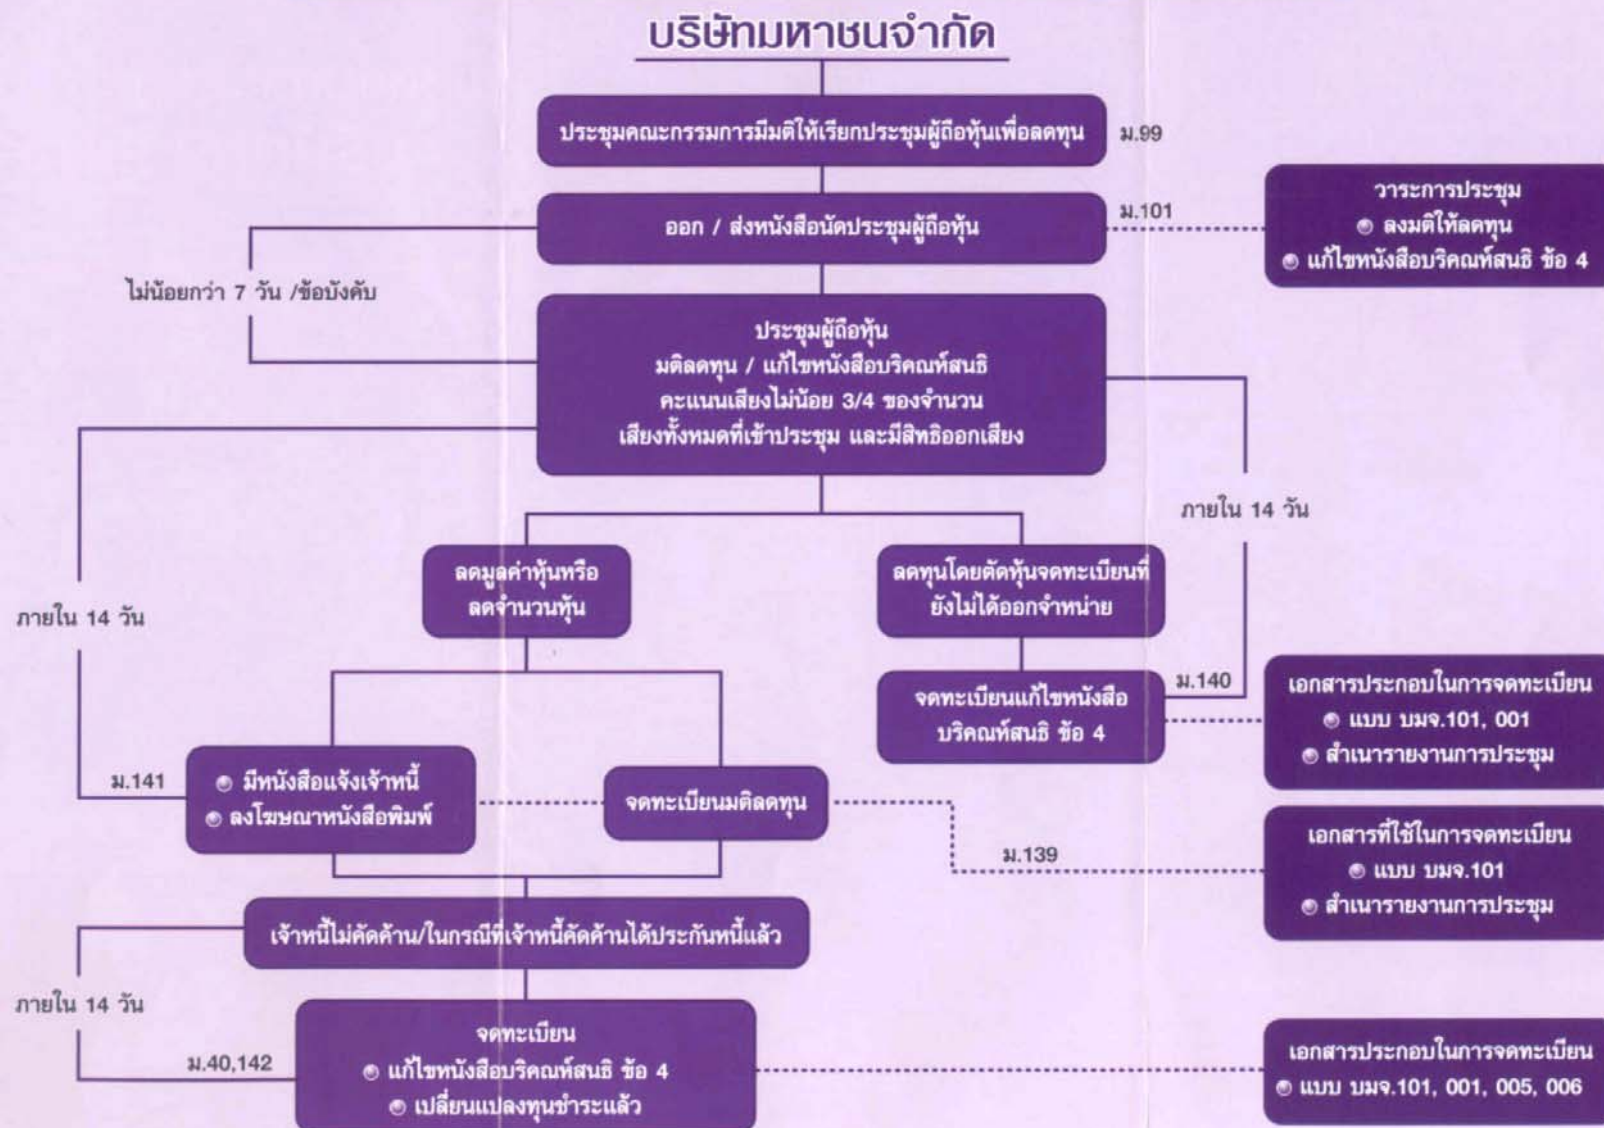 บริษัทมหาชนจำกัด
ประชุมคณะกรรมการมีมติให้เรียกประชุมผู้ถือหุ้นเพื่อลดทุน
ม.99
ออก / ส่งหนังสือนัดประชุมผู้ถือหุ้น
ม.101
วาระการประชุม
ลงมติให้ลดทุน
แก้ไขหนังสือบริคณห์สนธิ ข้อ 4
ไม่น้อยกว่า 7 วัน /ข้อบังคับ
ประชุมผู้ถือหุ้น
มติลดทุน / แก้ไขหนังสือบริคณห์สนธิ
คะแนนเสียงไม่น้อย 3/4 ของจำนวน
เสียงทั้งหมดที่เข้าประชุม และมีสิทธิออกเสียง
ภายใน 14 วัน
ลดมูลค่าหุ้นหรือ
ลดจำนวนหุ้น
ลดทุนโดยตัดหุ้นจดทะเบียนที่
ยังไม่ได้ออกจำหน่าย
ภายใน 14 วัน
จดทะเบียนแก้ไขหนังสือ
บริคณห์สนธิ ข้อ 4
ม.140
เอกสารประกอบในการจดทะเบียน
แบบ บมจ.101, 001
สำเนารายงานการประชุม
ม.141
มีหนังสือแจ้งเจ้าหนี้
ลงโฆษณาหนังสือพิมพ์
จดทะเบียนมติลดทุน
ม.139
เอกสารที่ใช้ในการจดทะเบียน
แบบ บมจ.101
สำเนารายงานการประชุม
เจ้าหนี้ไม่คัดค้าน/ในกรณีที่เจ้าหนี้คัดค้านได้ประกันหนี้แล้ว
ภายใน 14 วัน
ม.40,142
จดทะเบียน
แก้ไขหนังสือบริคณห์สนธิ ข้อ 4
เปลี่ยนแปลงทุนชำระแล้ว
เอกสารประกอบในการจดทะเบียน
แบบ บมจ.101, 001, 005, 006